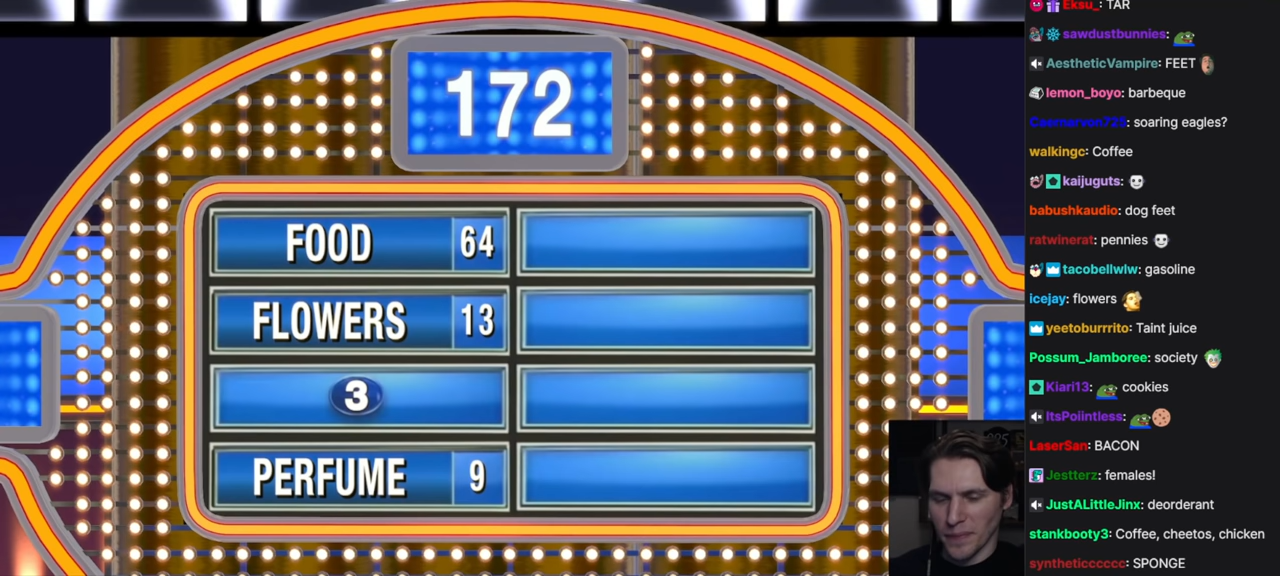 172
FOOD 64
FLOWERS 13
3
PERFUME 9
Eksu_: TAR
sawdustbunnies:
AestheticVampire: FEET
lemon_boyo: barbeque
soaring eagles?
walkingc: Coffee
kaijuguts:
babushkaudio: dog feet
ratwinerat: pennies
tacobellwlw: gasoline
icejay: flowers
yeetoburrrito: Taint juice
Possum_Jamboree: society
Kiari13: cookies
ItsPoiintless:
LaserSan: BACON
Jestterz: females!
JustALittleJinx: deorderant
stankbooty3: Coffee, cheetos, chicken
syntheticccccc: SPONGE